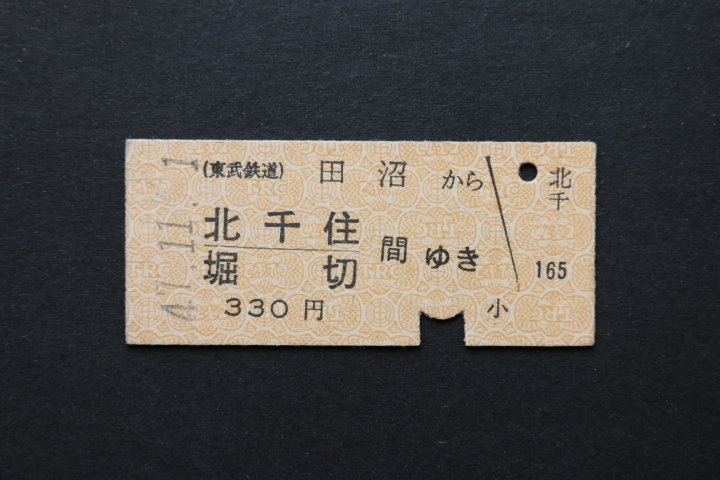 47.11.1
(東武鉄道) 田沼から
北千住
堀切
間ゆき
330円
小
北千
165